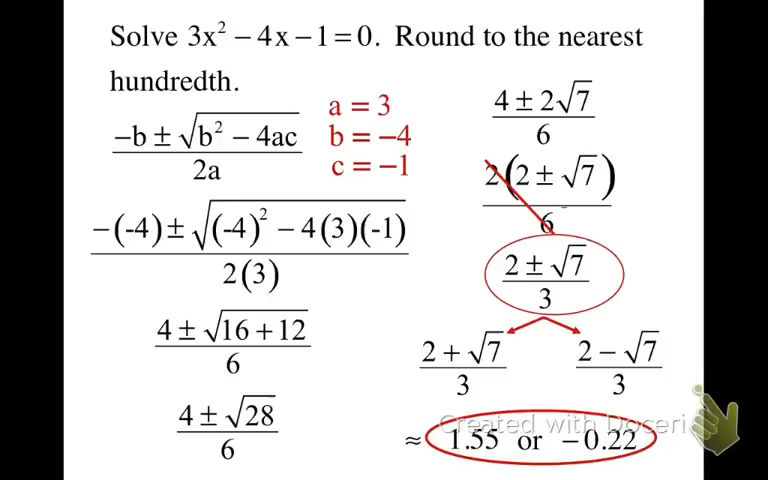 Solve 3x² − 4x − 1 = 0. Round to the nearest
hundredth.
(−b ± √(b² − 4ac)) / 2a
a = 3
b = −4
c = −1
(−(-4) ± √((-4)² − 4(3)(-1))) / 2(3)
(4 ± √(16 + 12)) / 6
(4 ± √28) / 6
(4 ± 2√7) / 6
2(2 ± √7) / 6
(2 ± √7) / 3
(2 + √7) / 3
(2 − √7) / 3
≈ 1.55 or −0.22
Created with Doceri